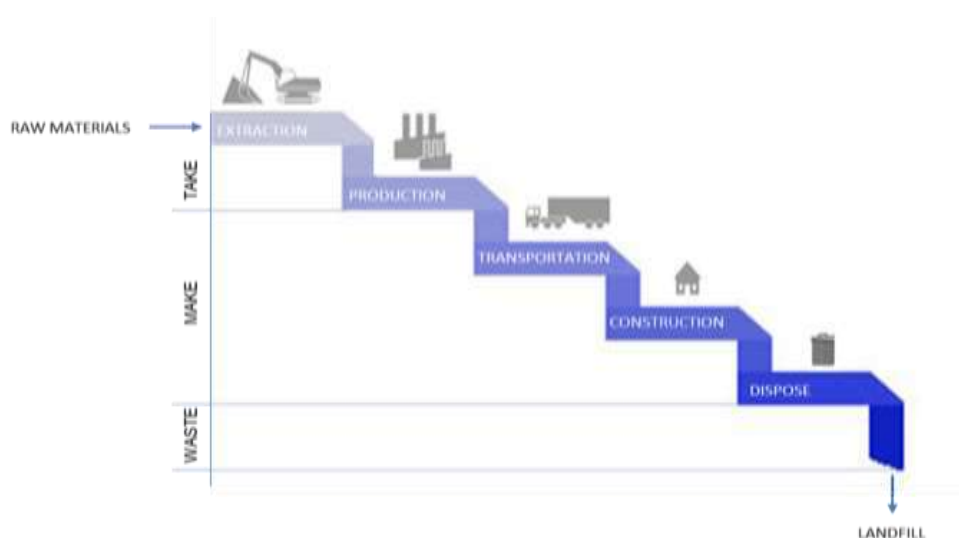 RAW MATERIALS
EXTRACTION
TAKE
PRODUCTION
TRANSPORTATION
MAKE
CONSTRUCTION
DISPOSE
WASTE
LANDFILL